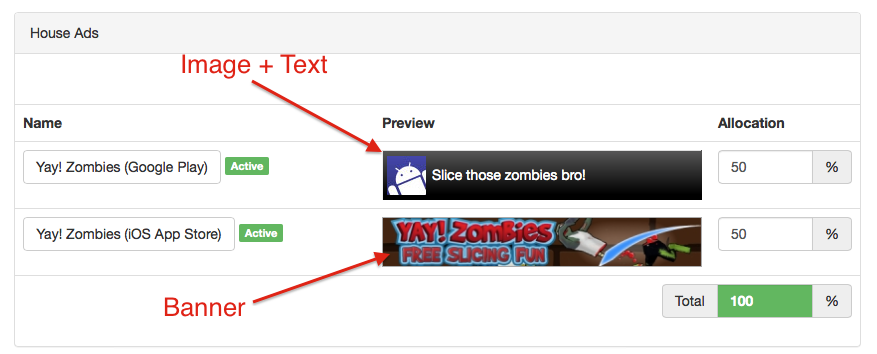 House Ads
Image + Text
Name Preview Allocation
Yay! Zombies (Google Play) Active Slice those zombies bro! 50 %
Yay! Zombies (iOS App Store) Active YAY! ZOMBIES 50 %
FREE SLICING FUN
Banner
Total 100 %